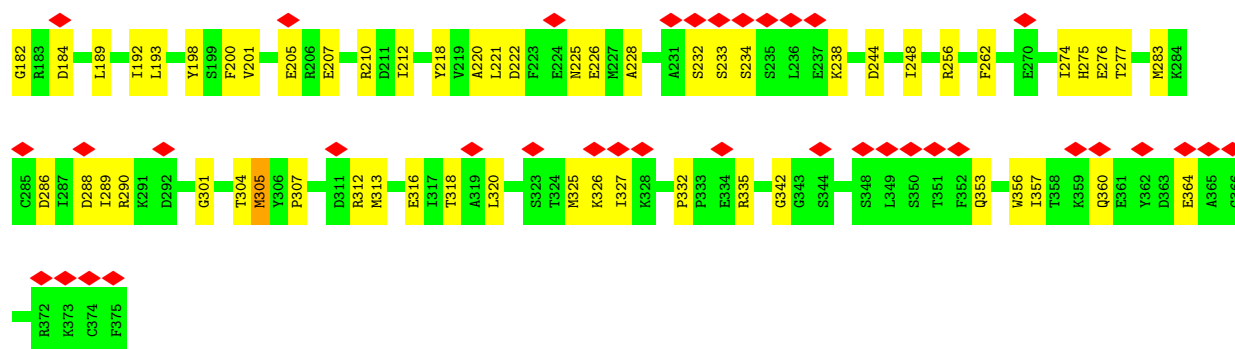 G182 R183 D184 L189 I192 L193 Y198 S199 F200 V201 E205 R206 E207 R210 D211 I212 Y218 V219 A220 L221 D222 F223 E224 N225 E226 M227 A228 A231 S232 S233 S234 S235 L236 E237 K238 D244 I248 R256 F262 E270 I274 H275 E276 T277 M283 K284
C285 D286 I287 D288 I289 R290 K291 D292 G301 T304 M305 Y306 P307 D311 R312 M313 E316 I317 T318 A319 L320 S323 T324 M325 K326 I327 K328 P332 P333 E334 R335 G342 G343 S344 S348 L349 S350 T351 F352 Q353 W356 I357 T358 K359 Q360 E361 Y362 D363 E364 A365
R372 K373 C374 F375